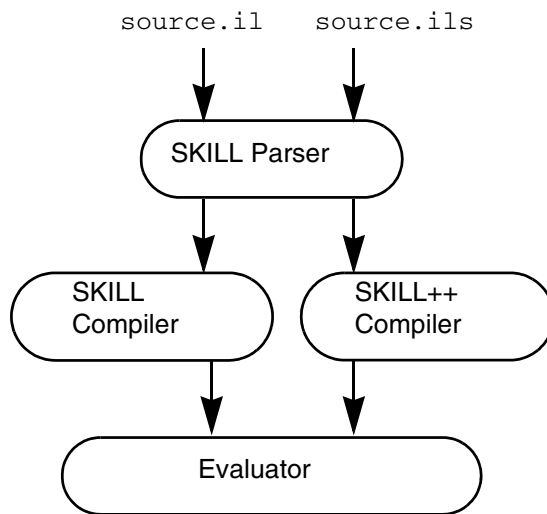 source.il source.ils
SKILL Parser
SKILL
Compiler
SKILL++
Compiler
Evaluator